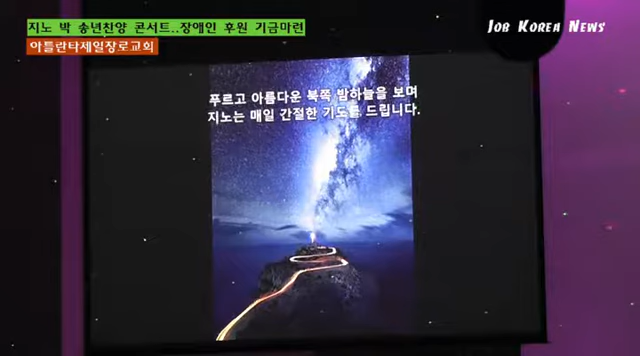 지노 박 송년찬양 콘서트..장애인 후원 기금마련
JOB KOREA NEWS
아틀란타제일장로교회
푸르고 아름다운 북쪽 밤하늘을 보며
지노는 매일 간절한 기도를 드립니다.